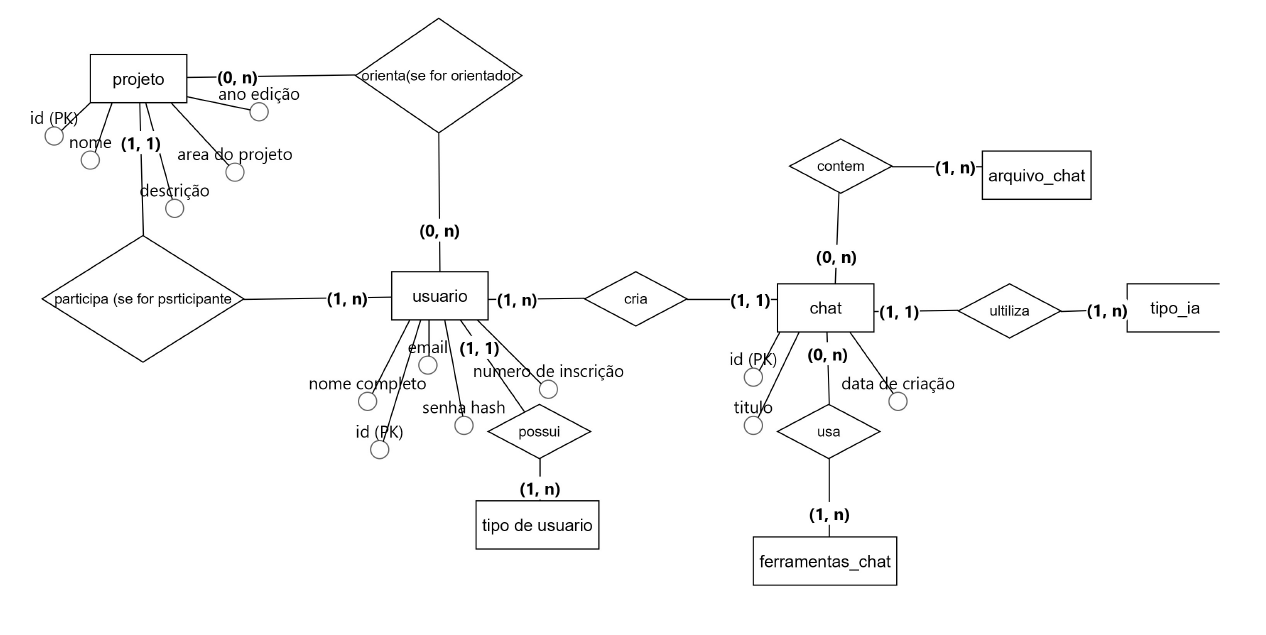 projeto
(0, n)
orienta(se for orientador
ano edição
id (PK)
nome
(1, 1)
area do projeto
descrição
contem
(1, n)
arquivo_chat
(0, n)
(0, n)
participa (se for psrticipante
(1, n)
usuario
(1, n)
cria
(1, 1)
chat
(1, 1)
ultiliza
(1, n)
tipo_ia
email
(1, 1)
numero de inscrição
nome completo
senha hash
id (PK)
possui
(1, n)
tipo de usuario
id (PK)
(0, n)
data de criação
titulo
usa
(1, n)
ferramentas_chat